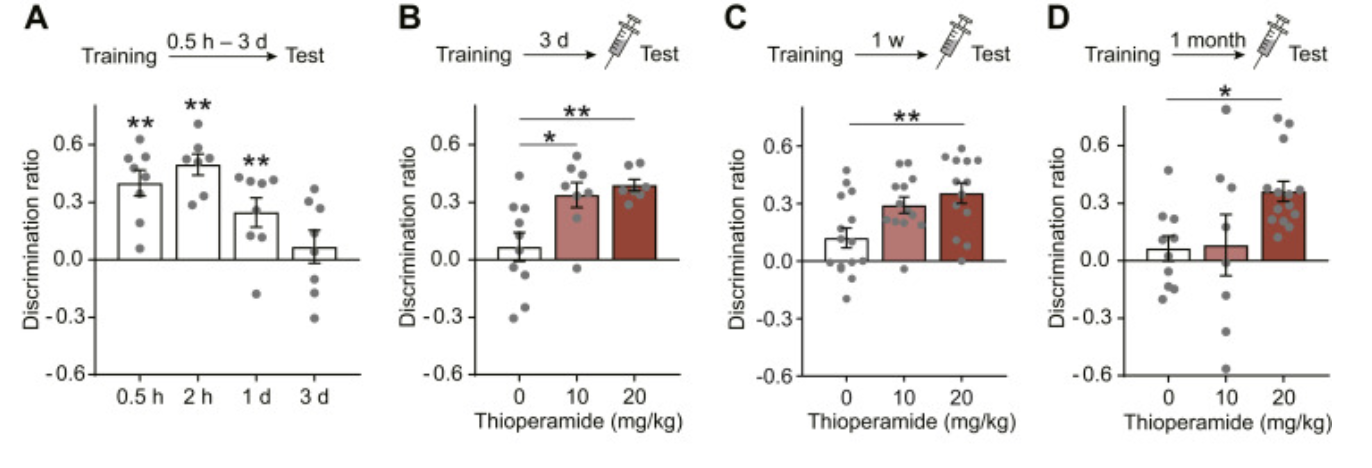 A
Training 0.5 h – 3 d Test
** ** **
Discrimination ratio
0.6
0.3
0.0
-0.3
-0.6
0.5 h 2 h 1 d 3 d
B
Training 3 d Test
**
*
Discrimination ratio
0.6
0.3
0.0
-0.3
-0.6
0 10 20
Thioperamide (mg/kg)
C
Training 1 w Test
**
Discrimination ratio
0.6
0.3
0.0
-0.3
-0.6
0 10 20
Thioperamide (mg/kg)
D
Training 1 month Test
*
Discrimination ratio
0.6
0.3
0.0
-0.3
-0.6
0 10 20
Thioperamide (mg/kg)